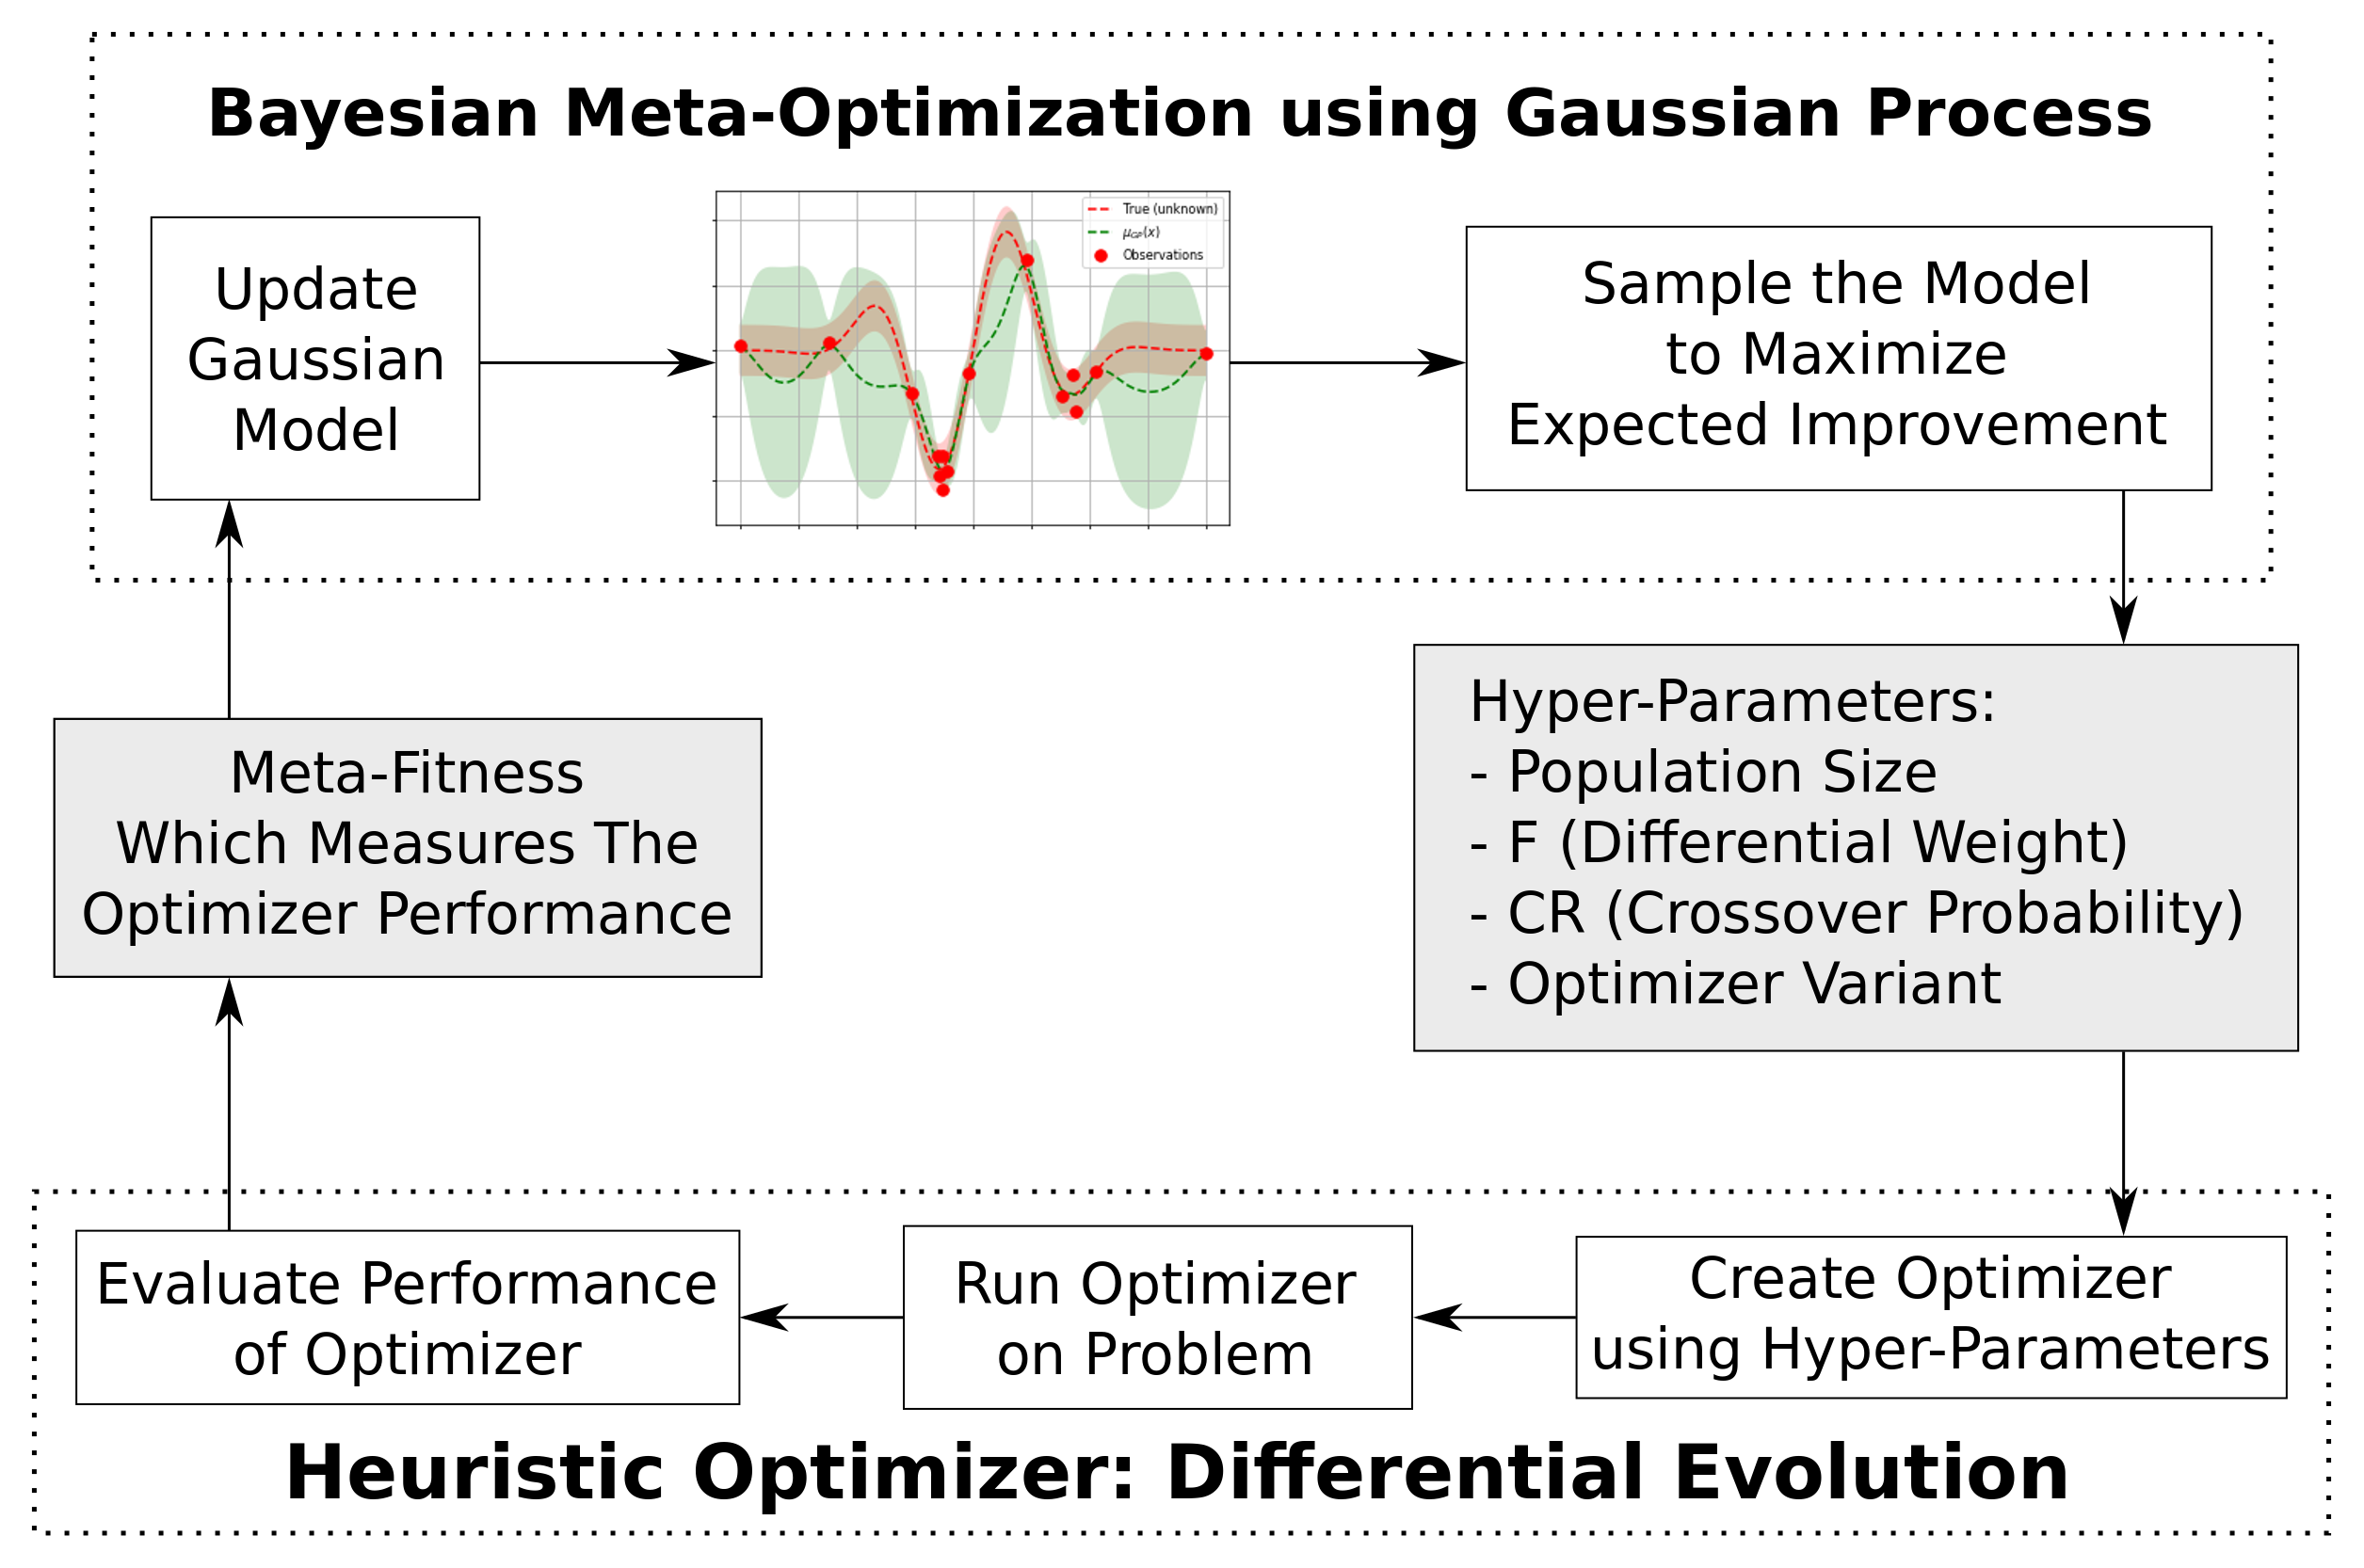 Bayesian Meta-Optimization using Gaussian Process
Update
Gaussian
Model
True (unknown)
μGP(x)
Observations
Sample the Model
to Maximize
Expected Improvement
Hyper-Parameters:
- Population Size
- F (Differential Weight)
- CR (Crossover Probability)
- Optimizer Variant
Meta-Fitness
Which Measures The
Optimizer Performance
Create Optimizer
using Hyper-Parameters
Run Optimizer
on Problem
Evaluate Performance
of Optimizer
Heuristic Optimizer: Differential Evolution